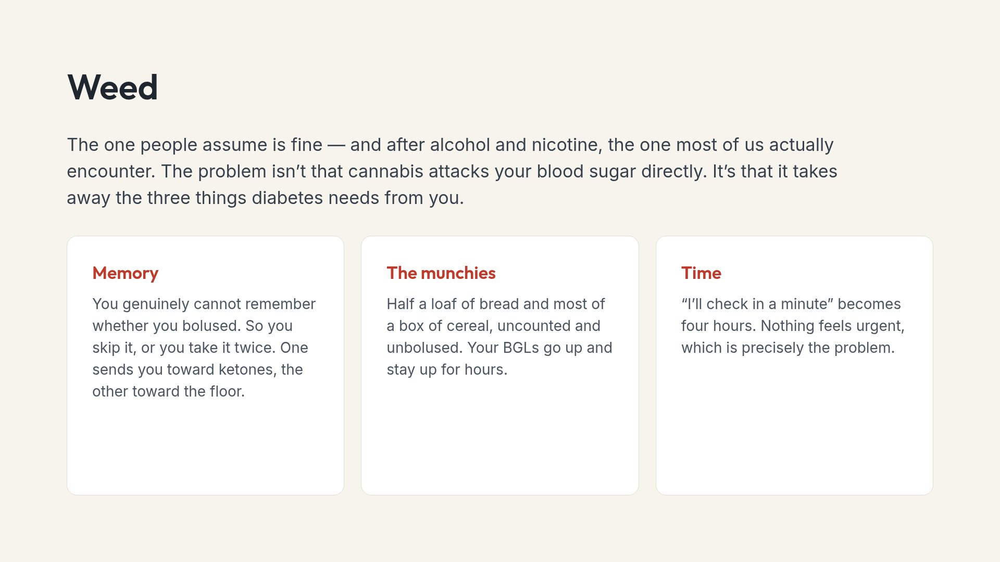 Weed
The one people assume is fine — and after alcohol and nicotine, the one most of us actually
encounter. The problem isn’t that cannabis attacks your blood sugar directly. It’s that it takes
away the three things diabetes needs from you.
Memory
You genuinely cannot remember
whether you bolused. So you
skip it, or you take it twice. One
sends you toward ketones, the
other toward the floor.
The munchies
Half a loaf of bread and most of
a box of cereal, uncounted and
unbolused. Your BGLs go up and
stay up for hours.
Time
“I’ll check in a minute” becomes
four hours. Nothing feels urgent,
which is precisely the problem.